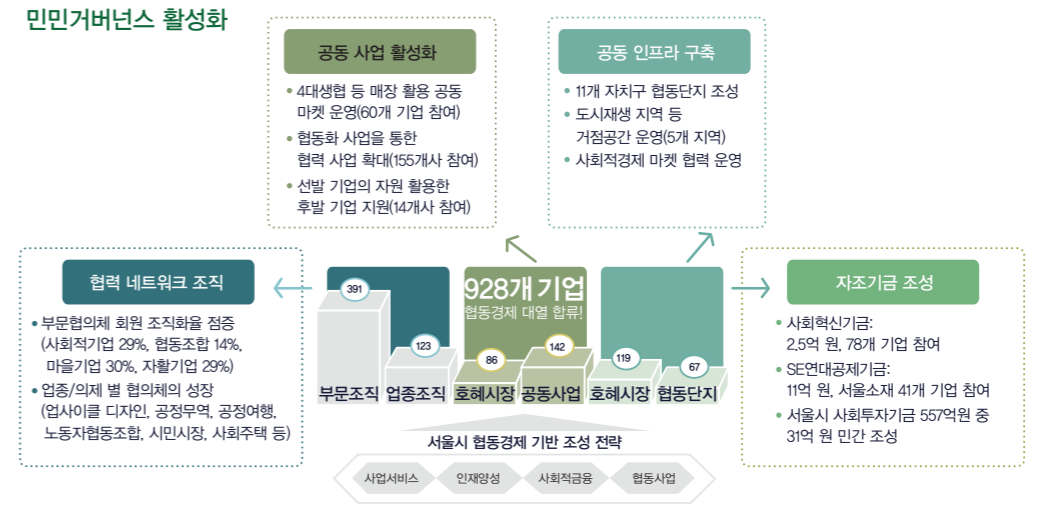 민민거버넌스 활성화
공동 사업 활성화
• 4대생협 등 매장 활용 공동
마켓 운영(60개 기업 참여)
• 협동화 사업을 통한
협력 사업 확대(155개사 참여)
• 선발 기업의 자원 활용한
후발 기업 지원(14개사 참여)
공동 인프라 구축
• 11개 자치구 협동단지 조성
• 도시재생 지역 등
거점공간 운영(5개 지역)
• 사회적경제 마켓 협력 운영
협력 네트워크 조직
• 부문협의체 회원 조직화율 점증
(사회적기업 29%, 협동조합 14%,
마을기업 30%, 자활기업 29%)
• 업종/의제 별 협의체의 성장
(업사이클 디자인, 공정무역, 공정여행,
노동자협동조합, 시민시장, 사회주택 등)
928개 기업
협동경제 대열 합류!
391
123
86
142
119
67
부문조직
업종조직
호혜시장
공동사업
호혜시장
협동단지
자조기금 조성
• 사회혁신기금:
2.5억 원, 78개 기업 참여
• SE연대공제기금:
11억 원, 서울소재 41개 기업 참여
• 서울시 사회투자기금 557억원 중
31억 원 민간 조성
서울시 협동경제 기반 조성 전략
사업서비스
인재양성
사회적금융
협동사업